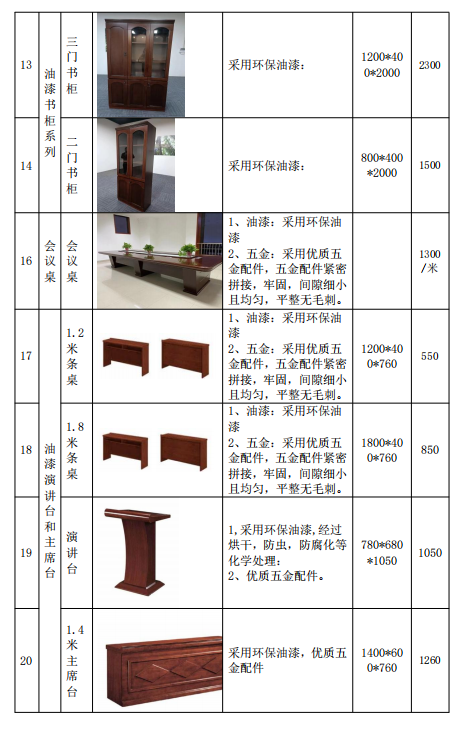 13
油漆书柜系列
三门书柜
采用环保油漆：
1200*40
0*2000
2300
14
二门书柜
采用环保油漆：
800*400
*2000
1500
16
会议桌
会议桌
1、油漆：采用环保油
漆
2、五金：采用优质五
金配件，五金配件紧密
拼接，牢固，间隙细小
且均匀，平整无毛刺。
1300
/米
17
油漆演讲台和主席台
1.2
米条桌
1、油漆：采用环保油
漆
2、五金：采用优质五
金配件，五金配件紧密
拼接，牢固，间隙细小
且均匀，平整无毛刺。
1200*40
0*760
550
18
1.8
米条桌
1、油漆：采用环保油
漆
2、五金：采用优质五
金配件，五金配件紧密
拼接，牢固，间隙细小
且均匀，平整无毛刺。
1800*40
0*760
850
19
演讲台
1,采用环保油漆,经过
烘干，防虫，防腐化等
化学处理：
2、优质五金配件。
780*680
*1050
1050
20
1.4
米主席台
采用环保油漆，优质五
金配件
1400*60
0*760
1260